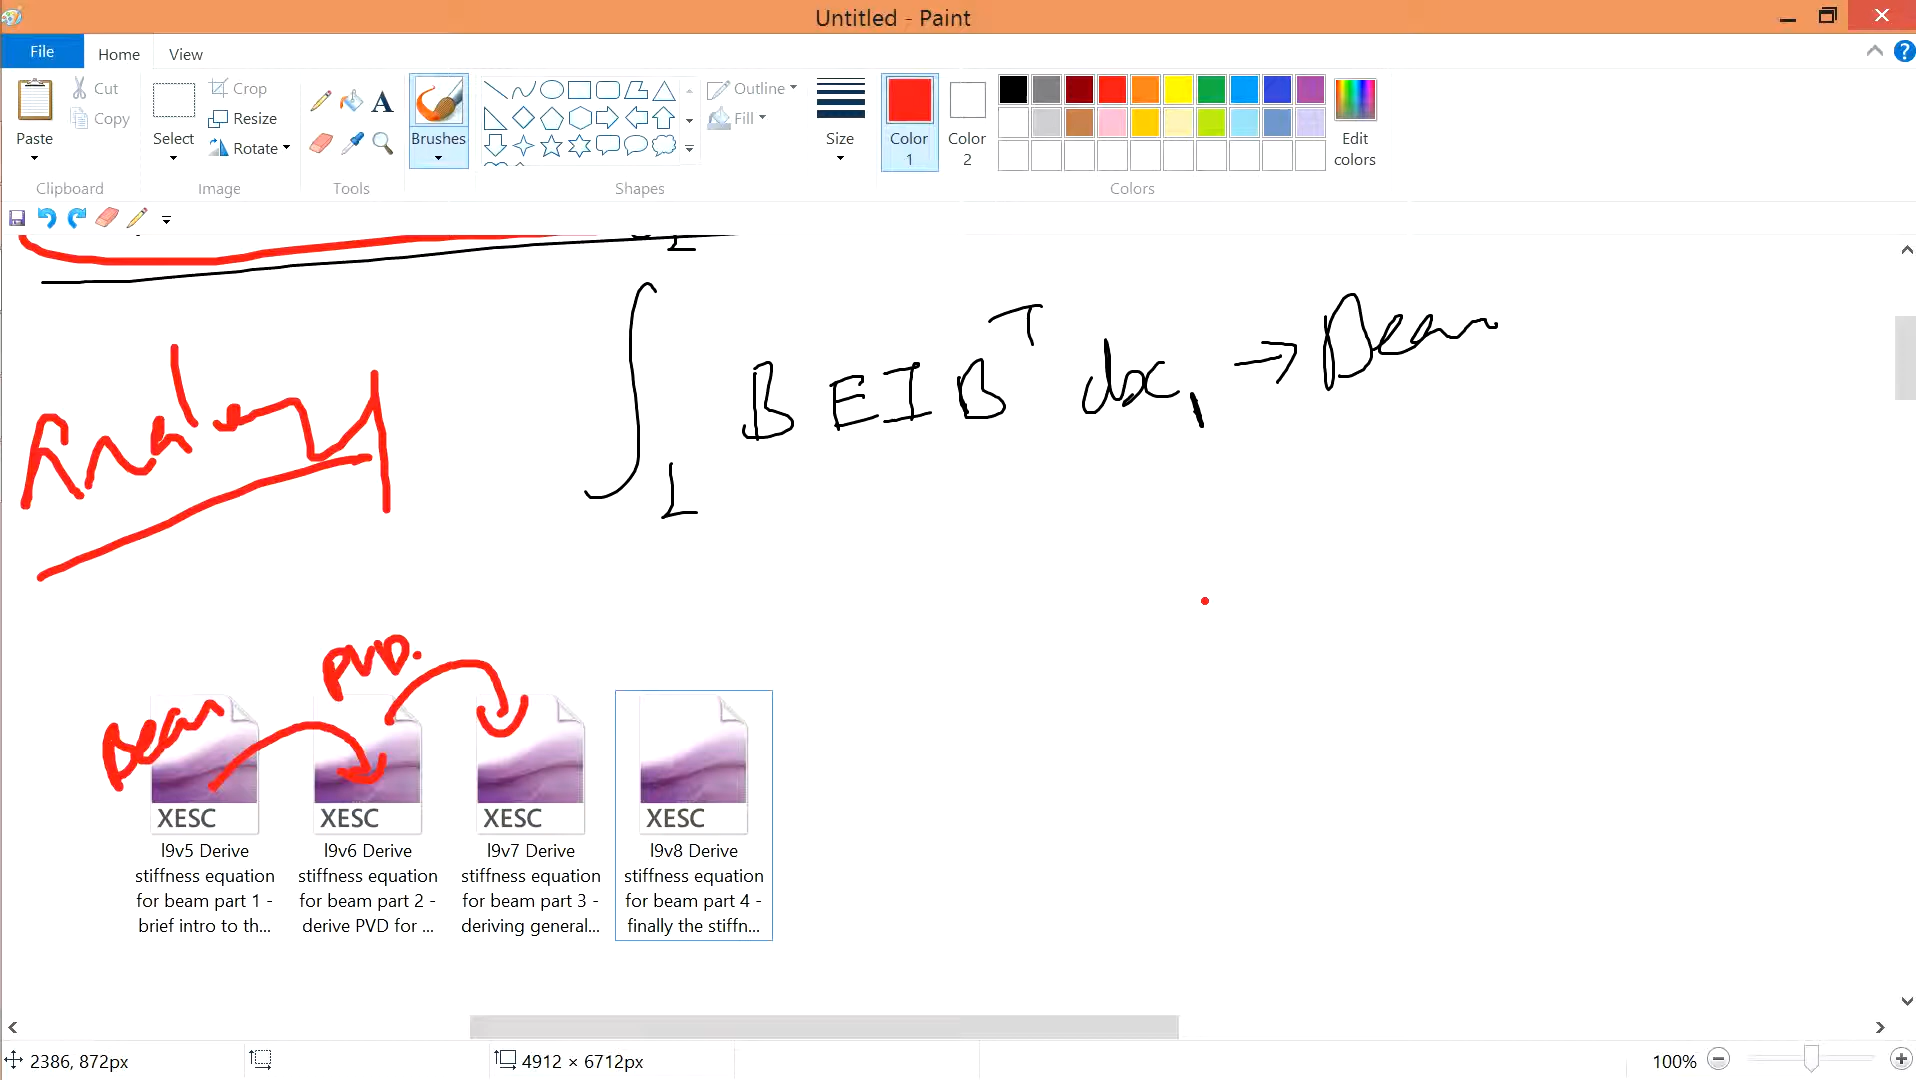 Untitled - Paint
File Home View
Paste Cut Copy Select Crop Resize Rotate Brushes Outline Fill Size Color 1 Color 2 Edit colors
Clipboard Image Tools Shapes Colors
L
∫ B E I B^T dx₁ → Beam
L
PVD.
Beam
XESC XESC XESC XESC
l9v5 Derive stiffness equation for beam part 1 - brief intro to th...
l9v6 Derive stiffness equation for beam part 2 - derive PVD for ...
l9v7 Derive stiffness equation for beam part 3 - deriving general...
l9v8 Derive stiffness equation for beam part 4 - finally the stiffn...
2386, 872px 4912 × 6712px 100%